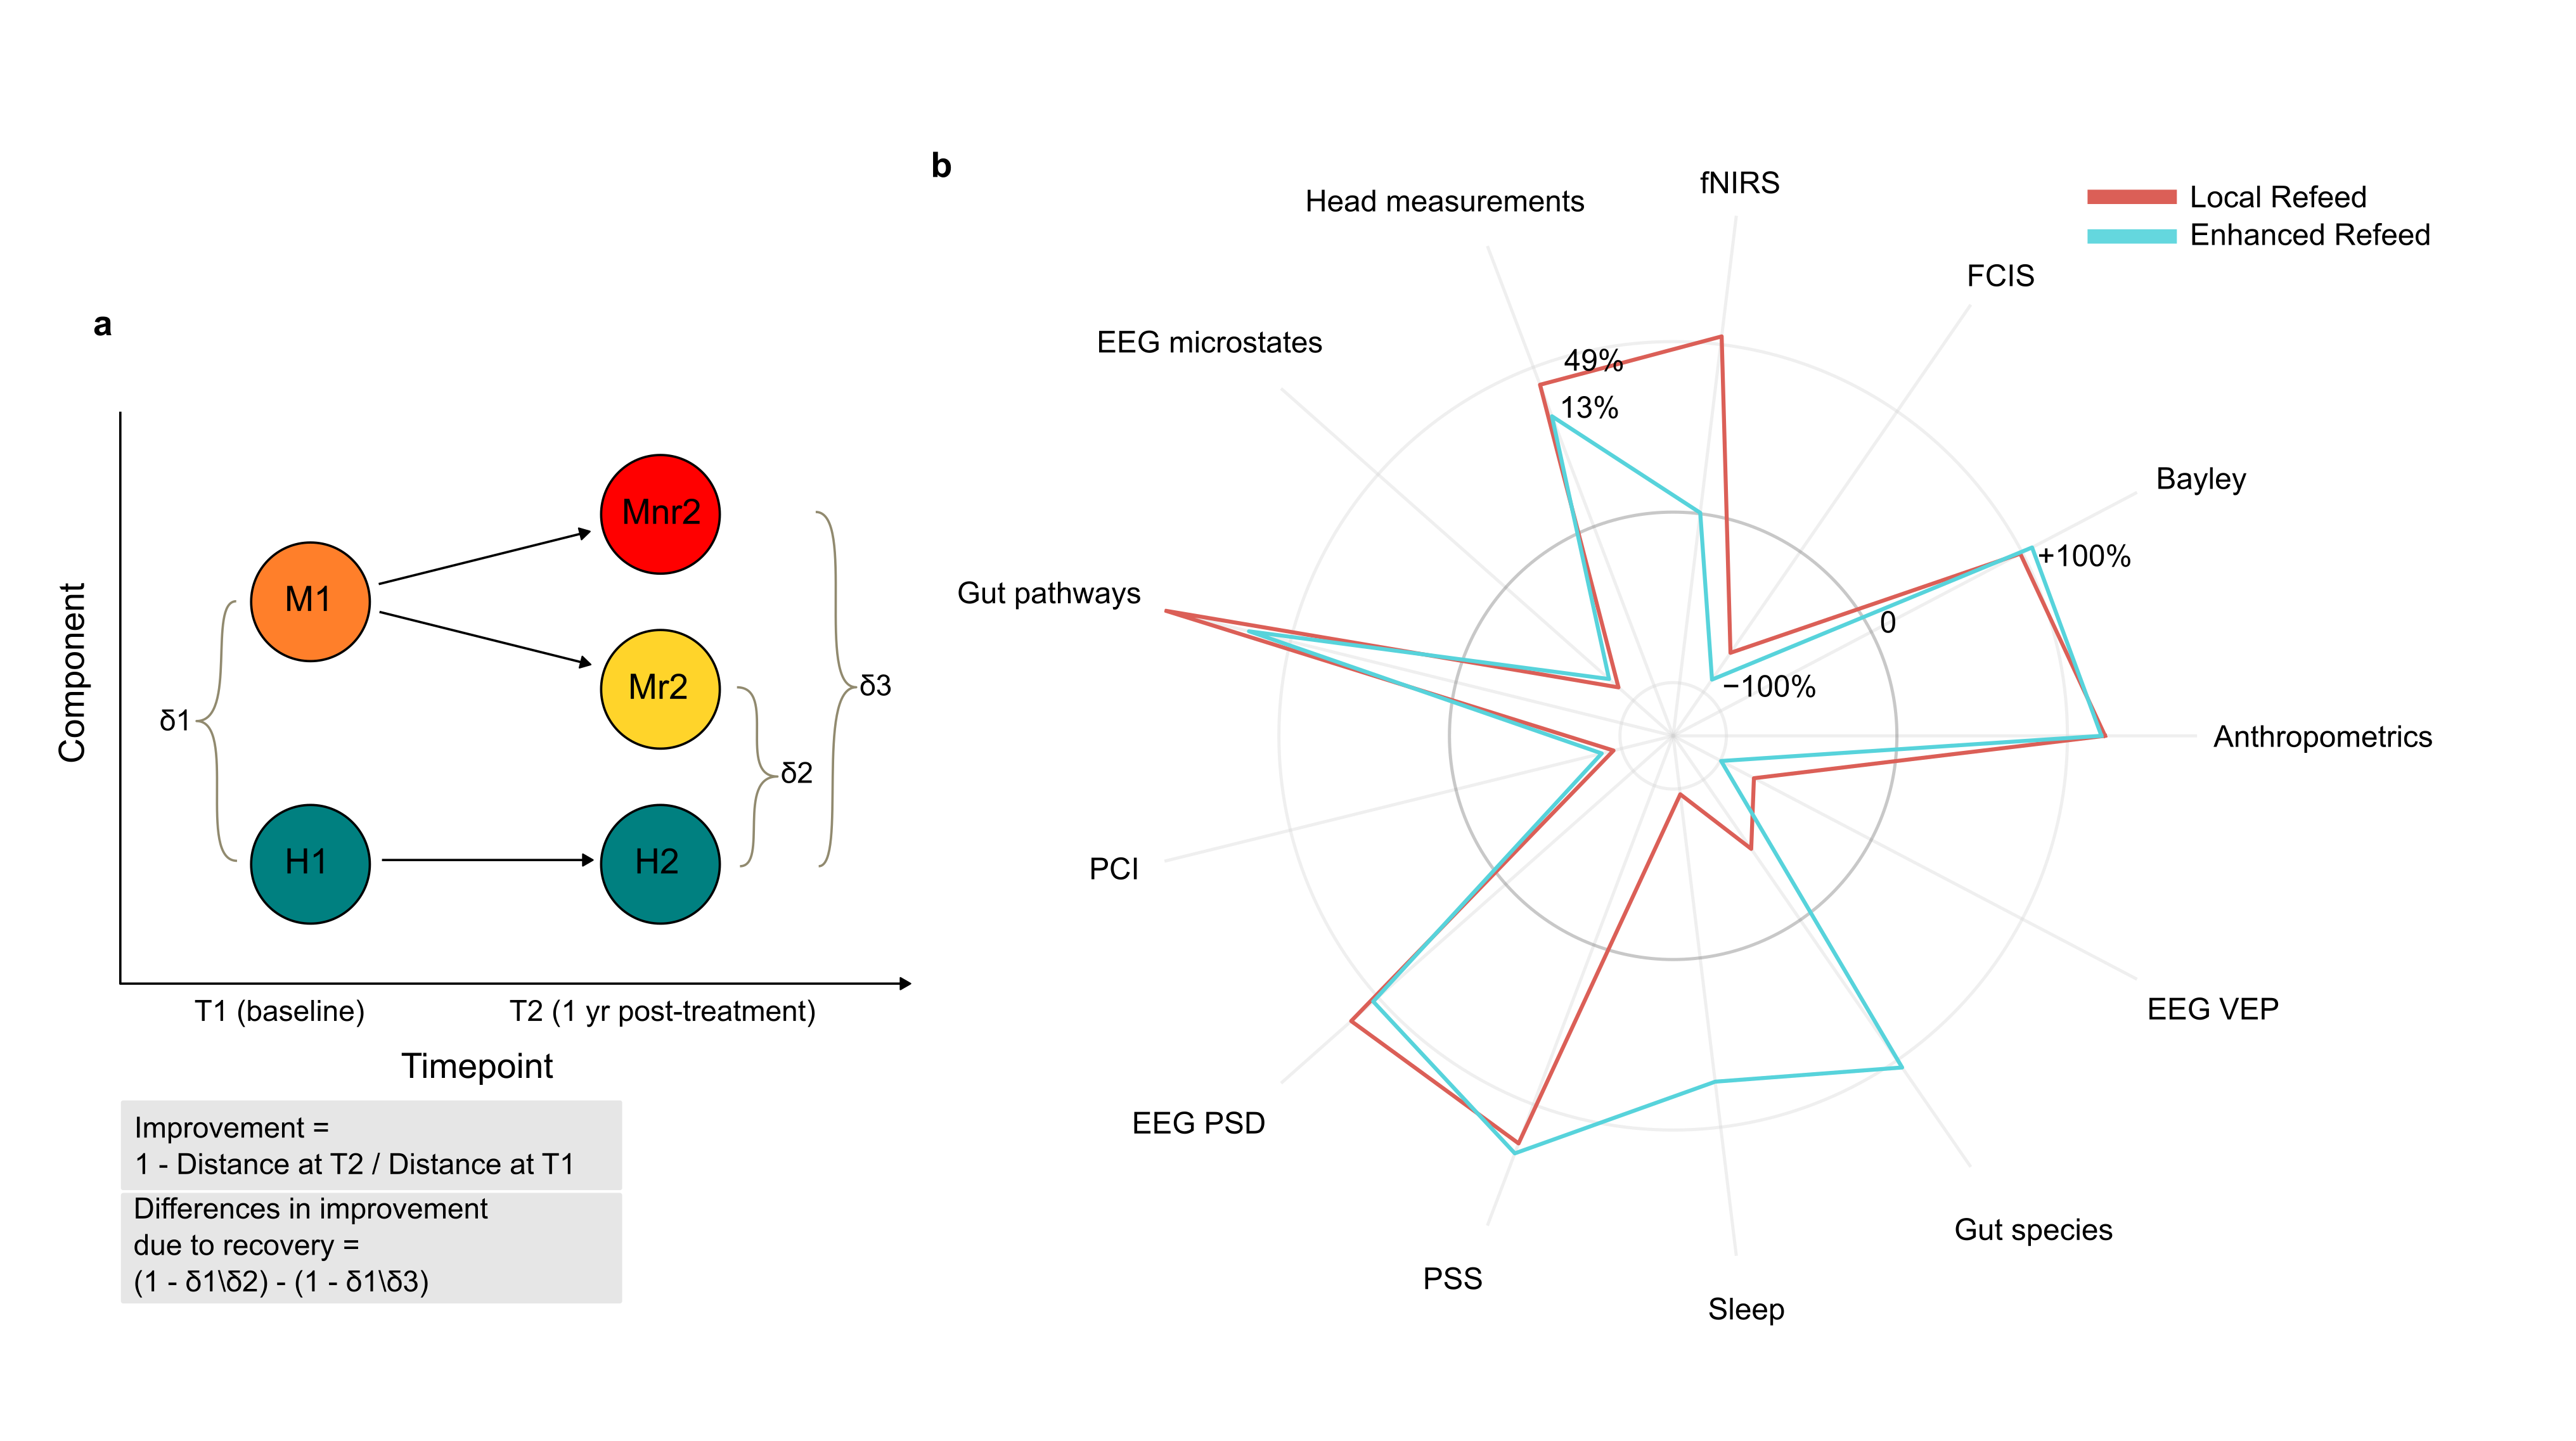 a
Component
M1
Mnr2
Mr2
H1
H2
δ1
δ2
δ3
T1 (baseline)
T2 (1 yr post-treatment)
Timepoint
Improvement =
1 - Distance at T2 / Distance at T1
Differences in improvement
due to recovery =
(1 - δ1\δ2) - (1 - δ1\δ3)
b
Local Refeed
Enhanced Refeed
fNIRS
Head measurements
FCIS
EEG microstates
Bayley
49%
13%
+100%
0
−100%
Gut pathways
Anthropometrics
PCI
EEG VEP
EEG PSD
Gut species
PSS
Sleep